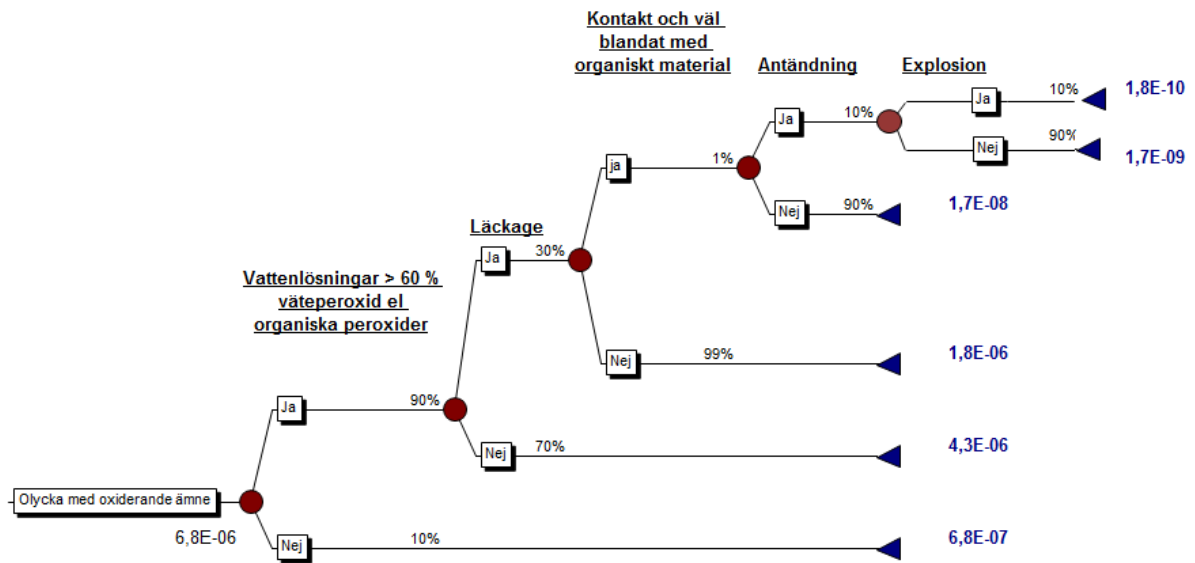 Kontakt och väl
blandat med
organiskt material
Antändning
Explosion
Ja
10%
1,8E-10
Ja
10%
Nej
90%
1,7E-09
ja
1%
Nej
90%
1,7E-08
Läckage
Ja
30%
Vattenlösningar > 60 %
väteperoxid el
organiska peroxider
Nej
99%
1,8E-06
Ja
90%
Nej
70%
4,3E-06
Olycka med oxiderande ämne
6,8E-06
Nej
10%
6,8E-07